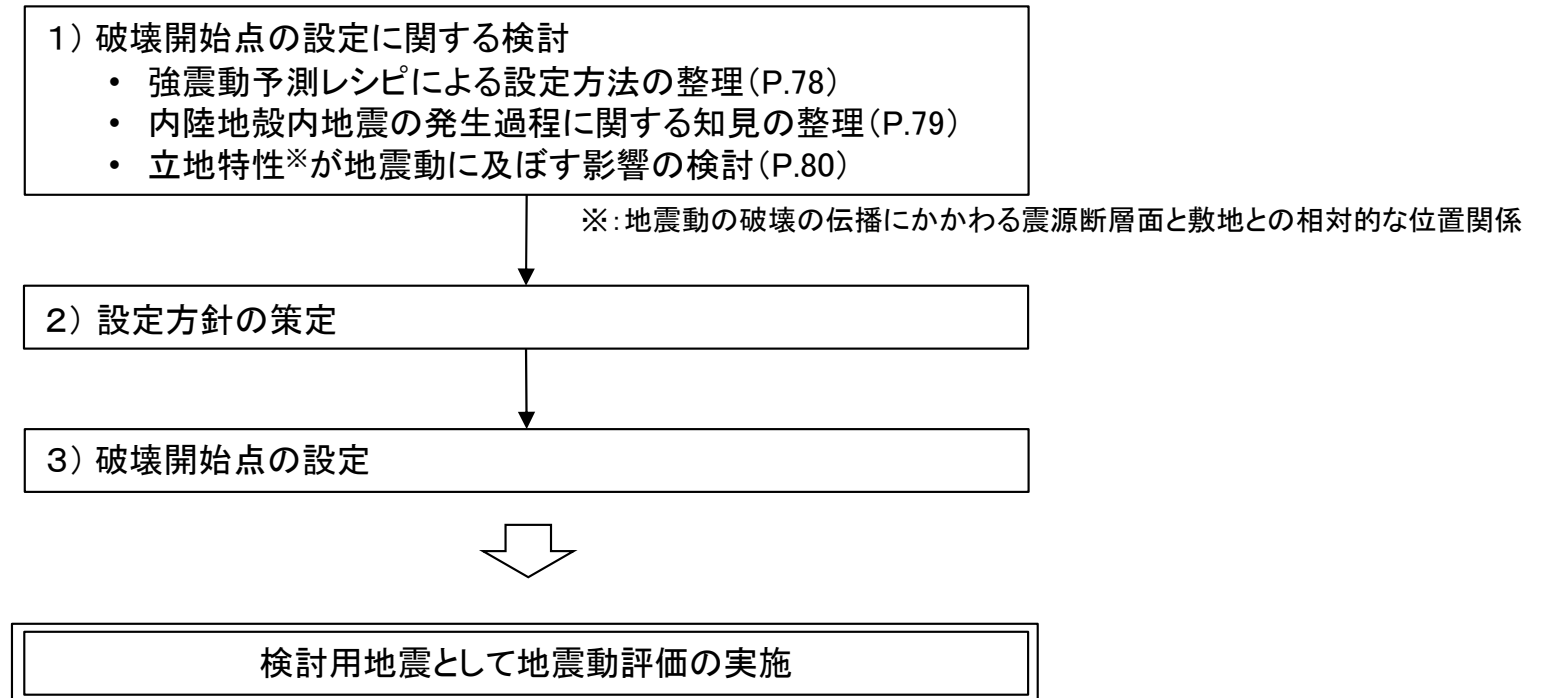 1）破壊開始点の設定に関する検討
• 強震動予測レシピによる設定方法の整理（P.78）
• 内陸地殻内地震の発生過程に関する知見の整理（P.79）
• 立地特性※が地震動に及ぼす影響の検討（P.80）
※：地震動の破壊の伝播にかかわる震源断層面と敷地との相対的な位置関係
2）設定方針の策定
3）破壊開始点の設定
検討用地震として地震動評価の実施